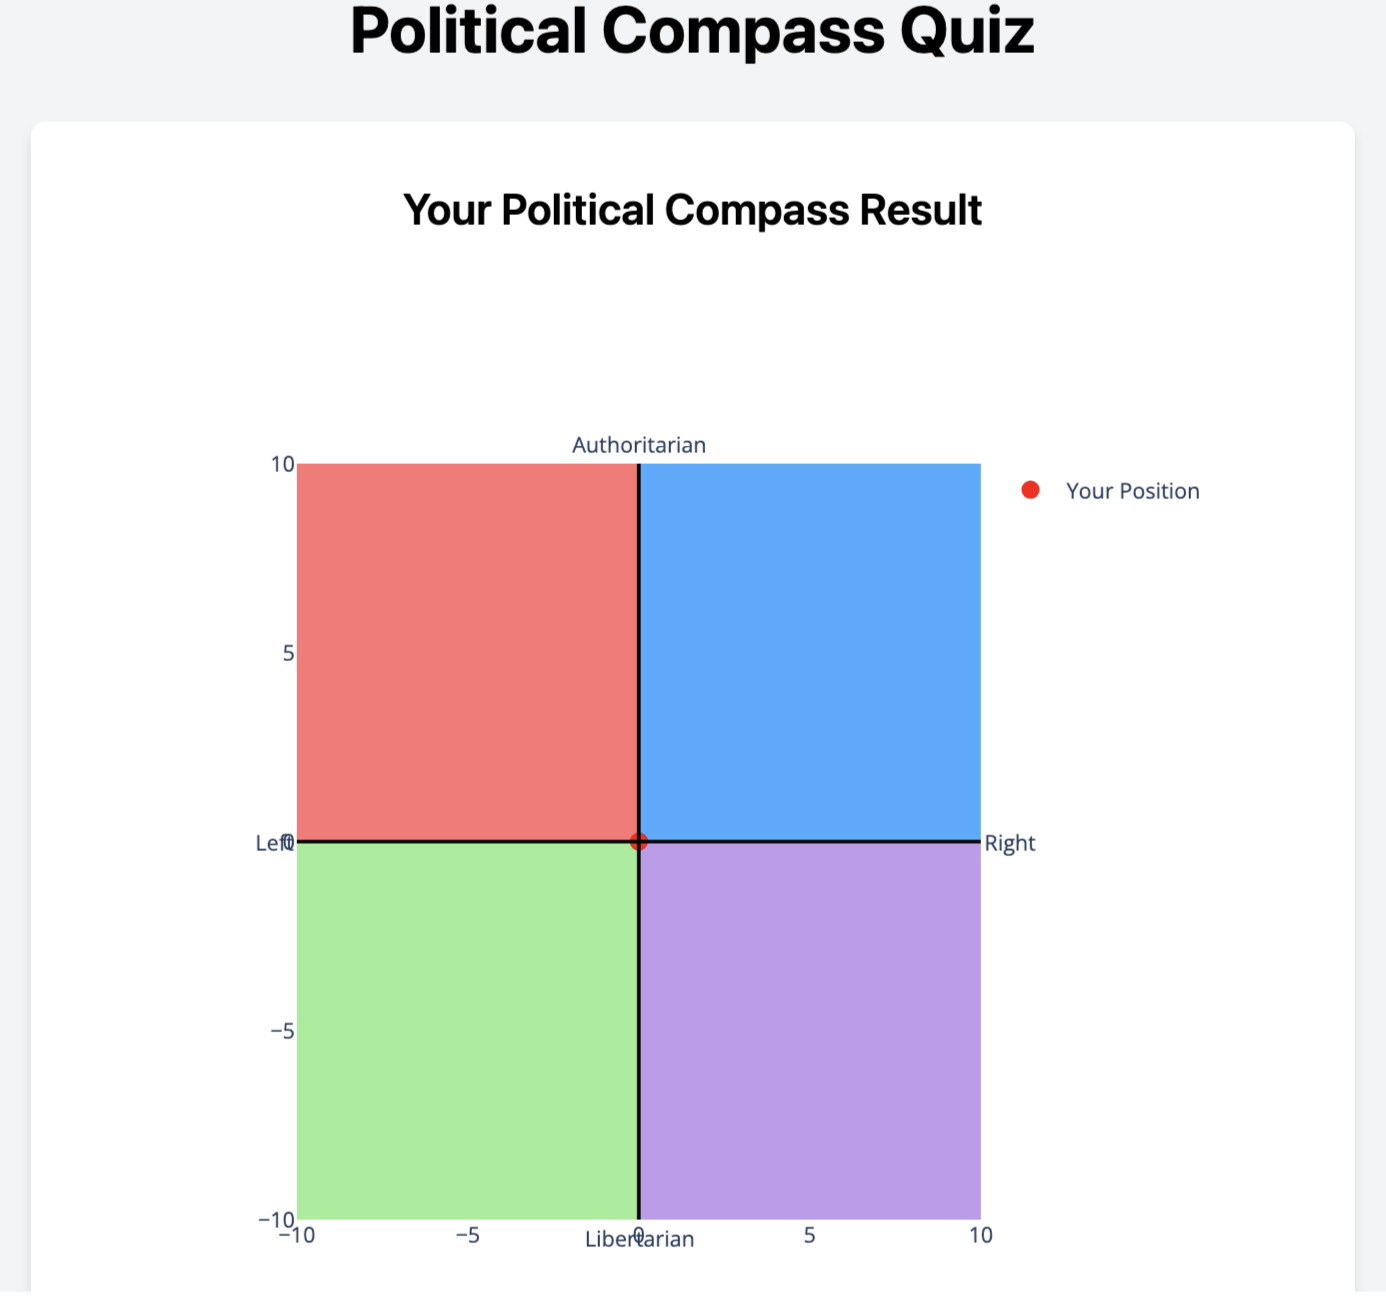 Political Compass Quiz
Your Political Compass Result
Authoritarian
10
Your Position
5
Left
0
Right
−5
−10
−10
−5
0
5
10
Libertarian